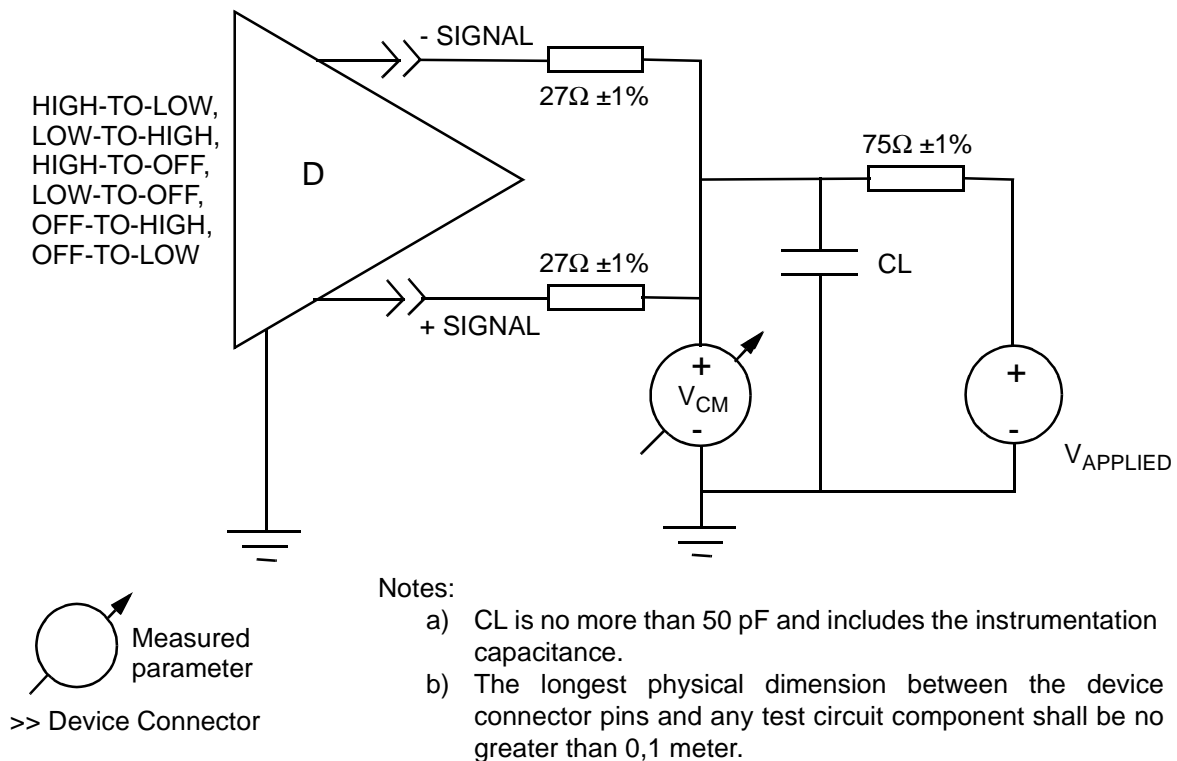 - SIGNAL
27Ω ±1%
HIGH-TO-LOW,
LOW-TO-HIGH,
HIGH-TO-OFF,
LOW-TO-OFF,
OFF-TO-HIGH,
OFF-TO-LOW
D
75Ω ±1%
27Ω ±1%
CL
+ SIGNAL
+
VCM
-
+
-
VAPPLIED
Measured
parameter
>> Device Connector
Notes:
a) CL is no more than 50 pF and includes the instrumentation
capacitance.
b) The longest physical dimension between the device
connector pins and any test circuit component shall be no
greater than 0,1 meter.